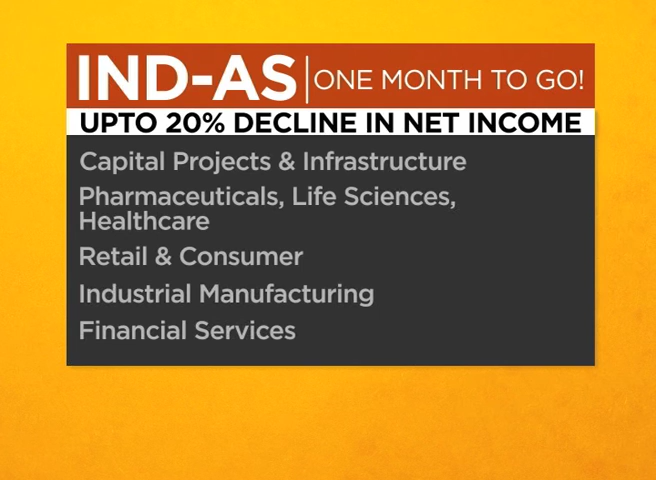 IND-AS | ONE MONTH TO GO!
UPTO 20% DECLINE IN NET INCOME
Capital Projects & Infrastructure
Pharmaceuticals, Life Sciences,
Healthcare
Retail & Consumer
Industrial Manufacturing
Financial Services